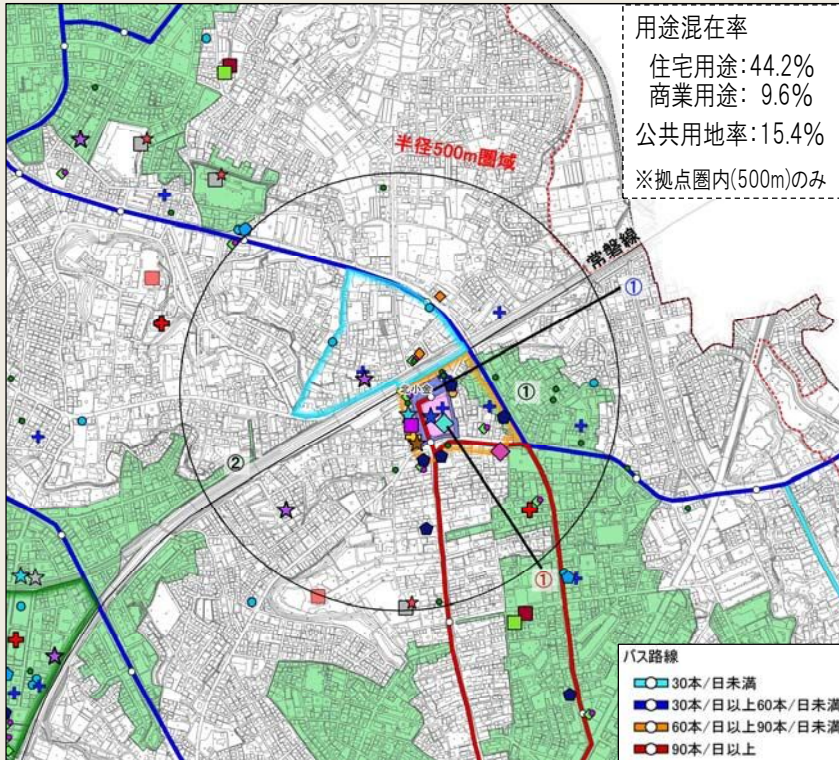 用途混在率
住宅用途:44.2%
商業用途: 9.6%
公共用地率:15.4%
※拠点圏内(500m)のみ
半径500m圏域
常磐線
①
①
②
①
バス路線
30本/日未満
30本/日以上60本/日未満
60本/日以上90本/日未満
90本/日以上